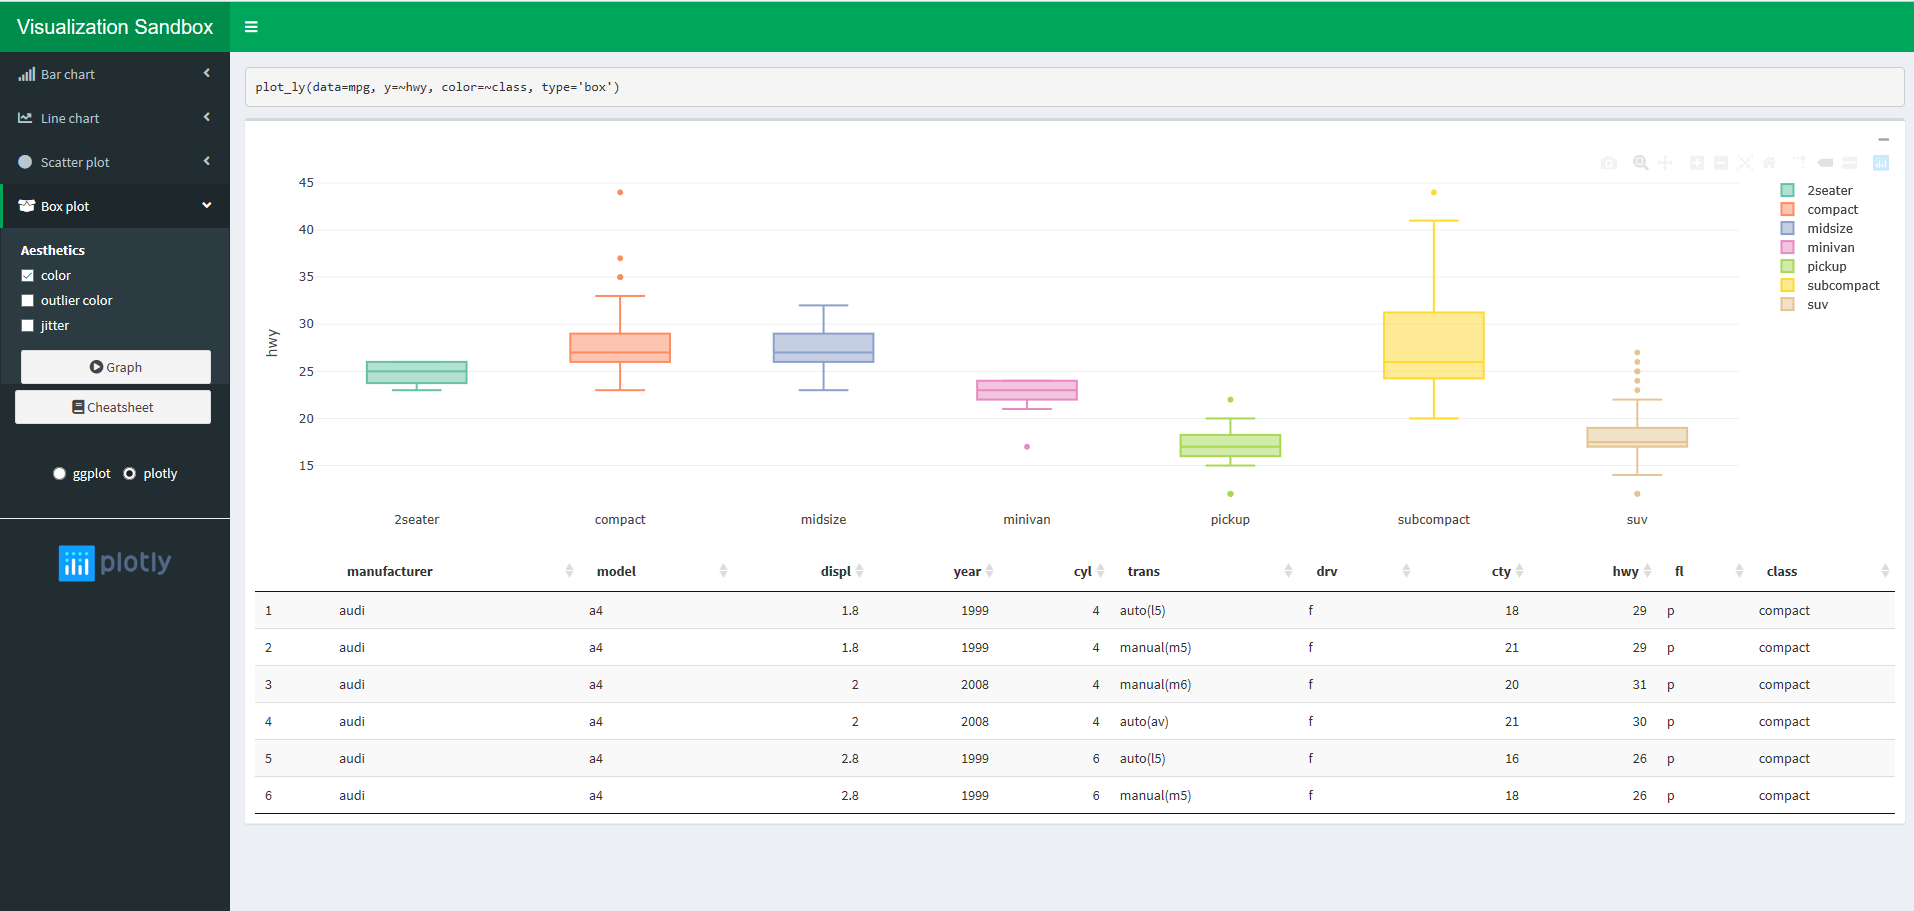 Visualization Sandbox
Bar chart
Line chart
Scatter plot
Box plot
Aesthetics
color
outlier color
jitter
Graph
Cheatsheet
ggplot plotly
plotly
plot_ly(data=mpg, y=~hwy, color=~class, type='box')
45
40
35
30
25
20
15
hwy
2seater compact midsize minivan pickup subcompact suv
2seater
compact
midsize
minivan
pickup
subcompact
suv
manufacturer model displ year cyl trans drv cty hwy fl class
1 audi a4 1.8 1999 4 auto(l5) f 18 29 p compact
2 audi a4 1.8 1999 4 manual(m5) f 21 29 p compact
3 audi a4 2 2008 4 manual(m6) f 20 31 p compact
4 audi a4 2 2008 4 auto(av) f 21 30 p compact
5 audi a4 2.8 1999 6 auto(l5) f 16 26 p compact
6 audi a4 2.8 1999 6 manual(m5) f 18 26 p compact